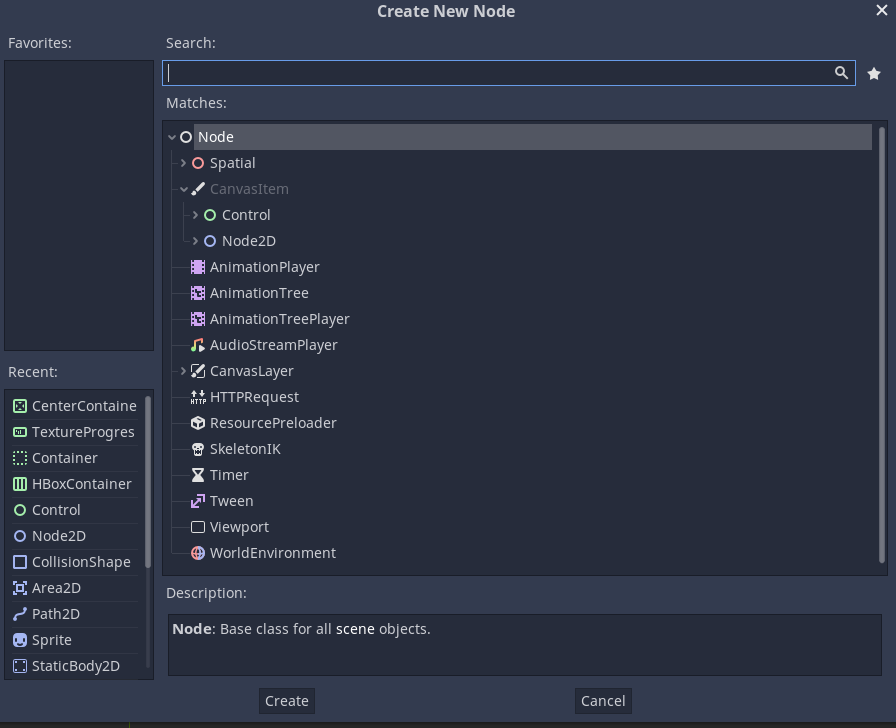 Create New Node
Favorites:
Search:
Matches:
Node
Spatial
CanvasItem
Control
Node2D
AnimationPlayer
AnimationTree
AnimationTreePlayer
AudioStreamPlayer
CanvasLayer
HTTP
HTTPRequest
ResourcePreloader
SkeletonIK
Timer
Tween
Viewport
WorldEnvironment
Recent:
CenterContaine
TextureProgres
Container
HBoxContainer
Control
Node2D
CollisionShape
Area2D
Path2D
Sprite
StaticBody2D
Description:
Node: Base class for all scene objects.
Create
Cancel